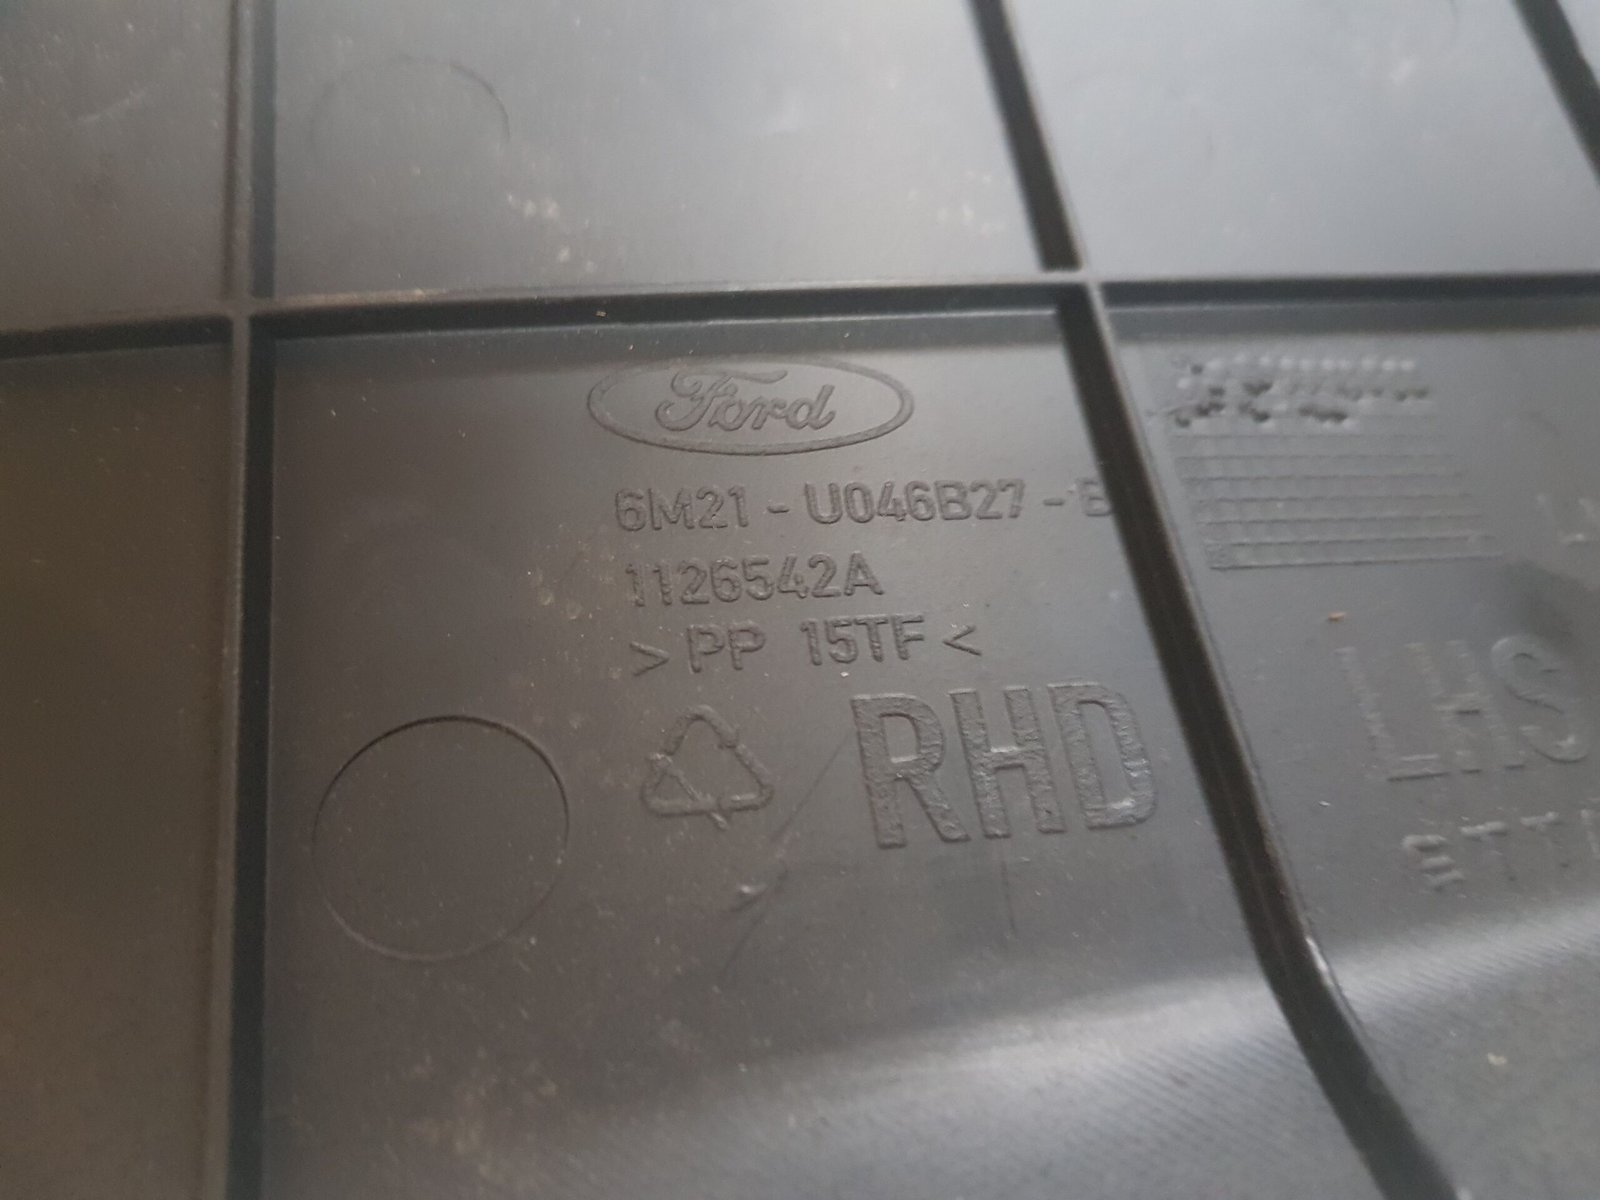 Ford
6M21 - U046B27 - B
1126542A
> PP 15TF <
RHD
LHS